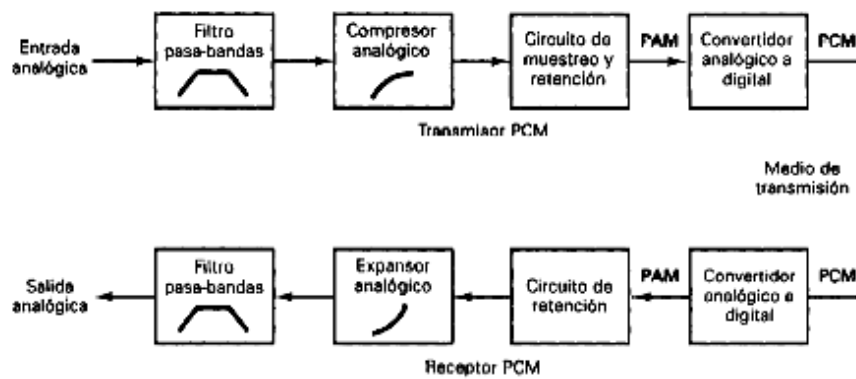 Entrada
analógica
Filtro
pasa-bandas
Compresor
analógico
Circuito de
muestreo y
retención
PAM
Convertidor
analógico a
digital
PCM
Transmisor PCM
Medio de
transmisión
Salida
analógica
Filtro
pasa-bandas
Expansor
analógico
Circuito de
retención
PAM
Convertidor
analógico a
digital
PCM
Receptor PCM